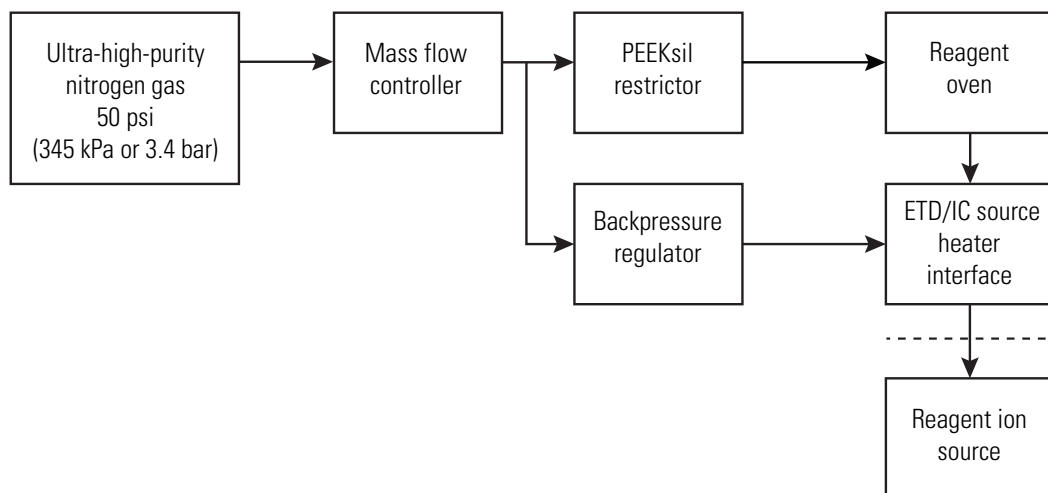 Ultra-high-purity
nitrogen gas
50 psi
(345 kPa or 3.4 bar)
Mass flow
controller
PEEKsil
restrictor
Reagent
oven
Backpressure
regulator
ETD/IC source
heater
interface
Reagent ion
source